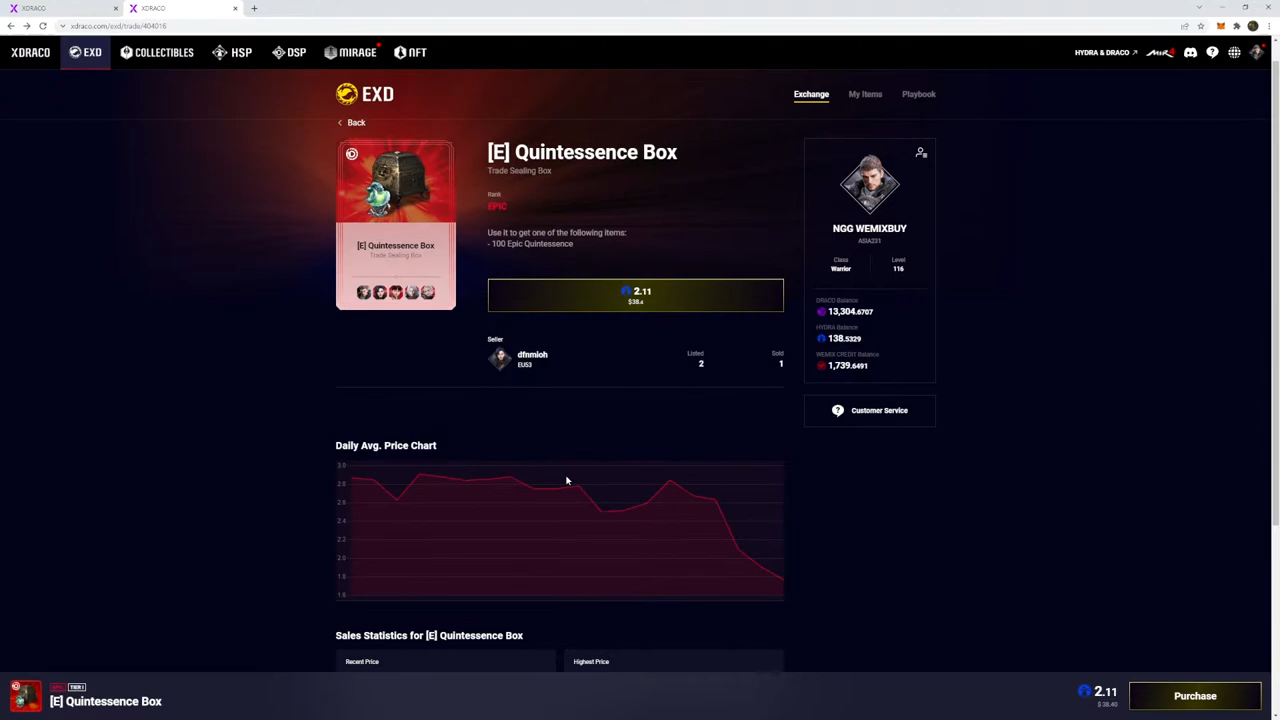 XDRACO
XDRACO
xdraco.com/exd/trade/404016
XDRACO EXD COLLECTIBLES HSP DSP MIRAGE NFT HYDRA & DRACO MIR4
EXD Exchange My Items Playbook
Back
[E] Quintessence Box
Trade Sealing Box
Rank
EPIC
Use it to get one of the following items:
- 100 Epic Quintessence
[E] Quintessence Box
Trade Sealing Box
2.11
$38.4
Seller
dfnmioh
EU53
Listed
2
Sold
1
NGG WEMIXBUY
ASIA231
Class
Warrior
Level
116
DRACO Balance
13,304.6707
HYDRA Balance
138.5329
WEMIX CREDIT Balance
1,739.6491
Customer Service
Daily Avg. Price Chart
3.0
2.8
2.6
2.4
2.2
2.0
1.8
1.6
Sales Statistics for [E] Quintessence Box
Recent Price
Highest Price
EPIC TIER I
[E] Quintessence Box
2.11
$ 38.40
Purchase